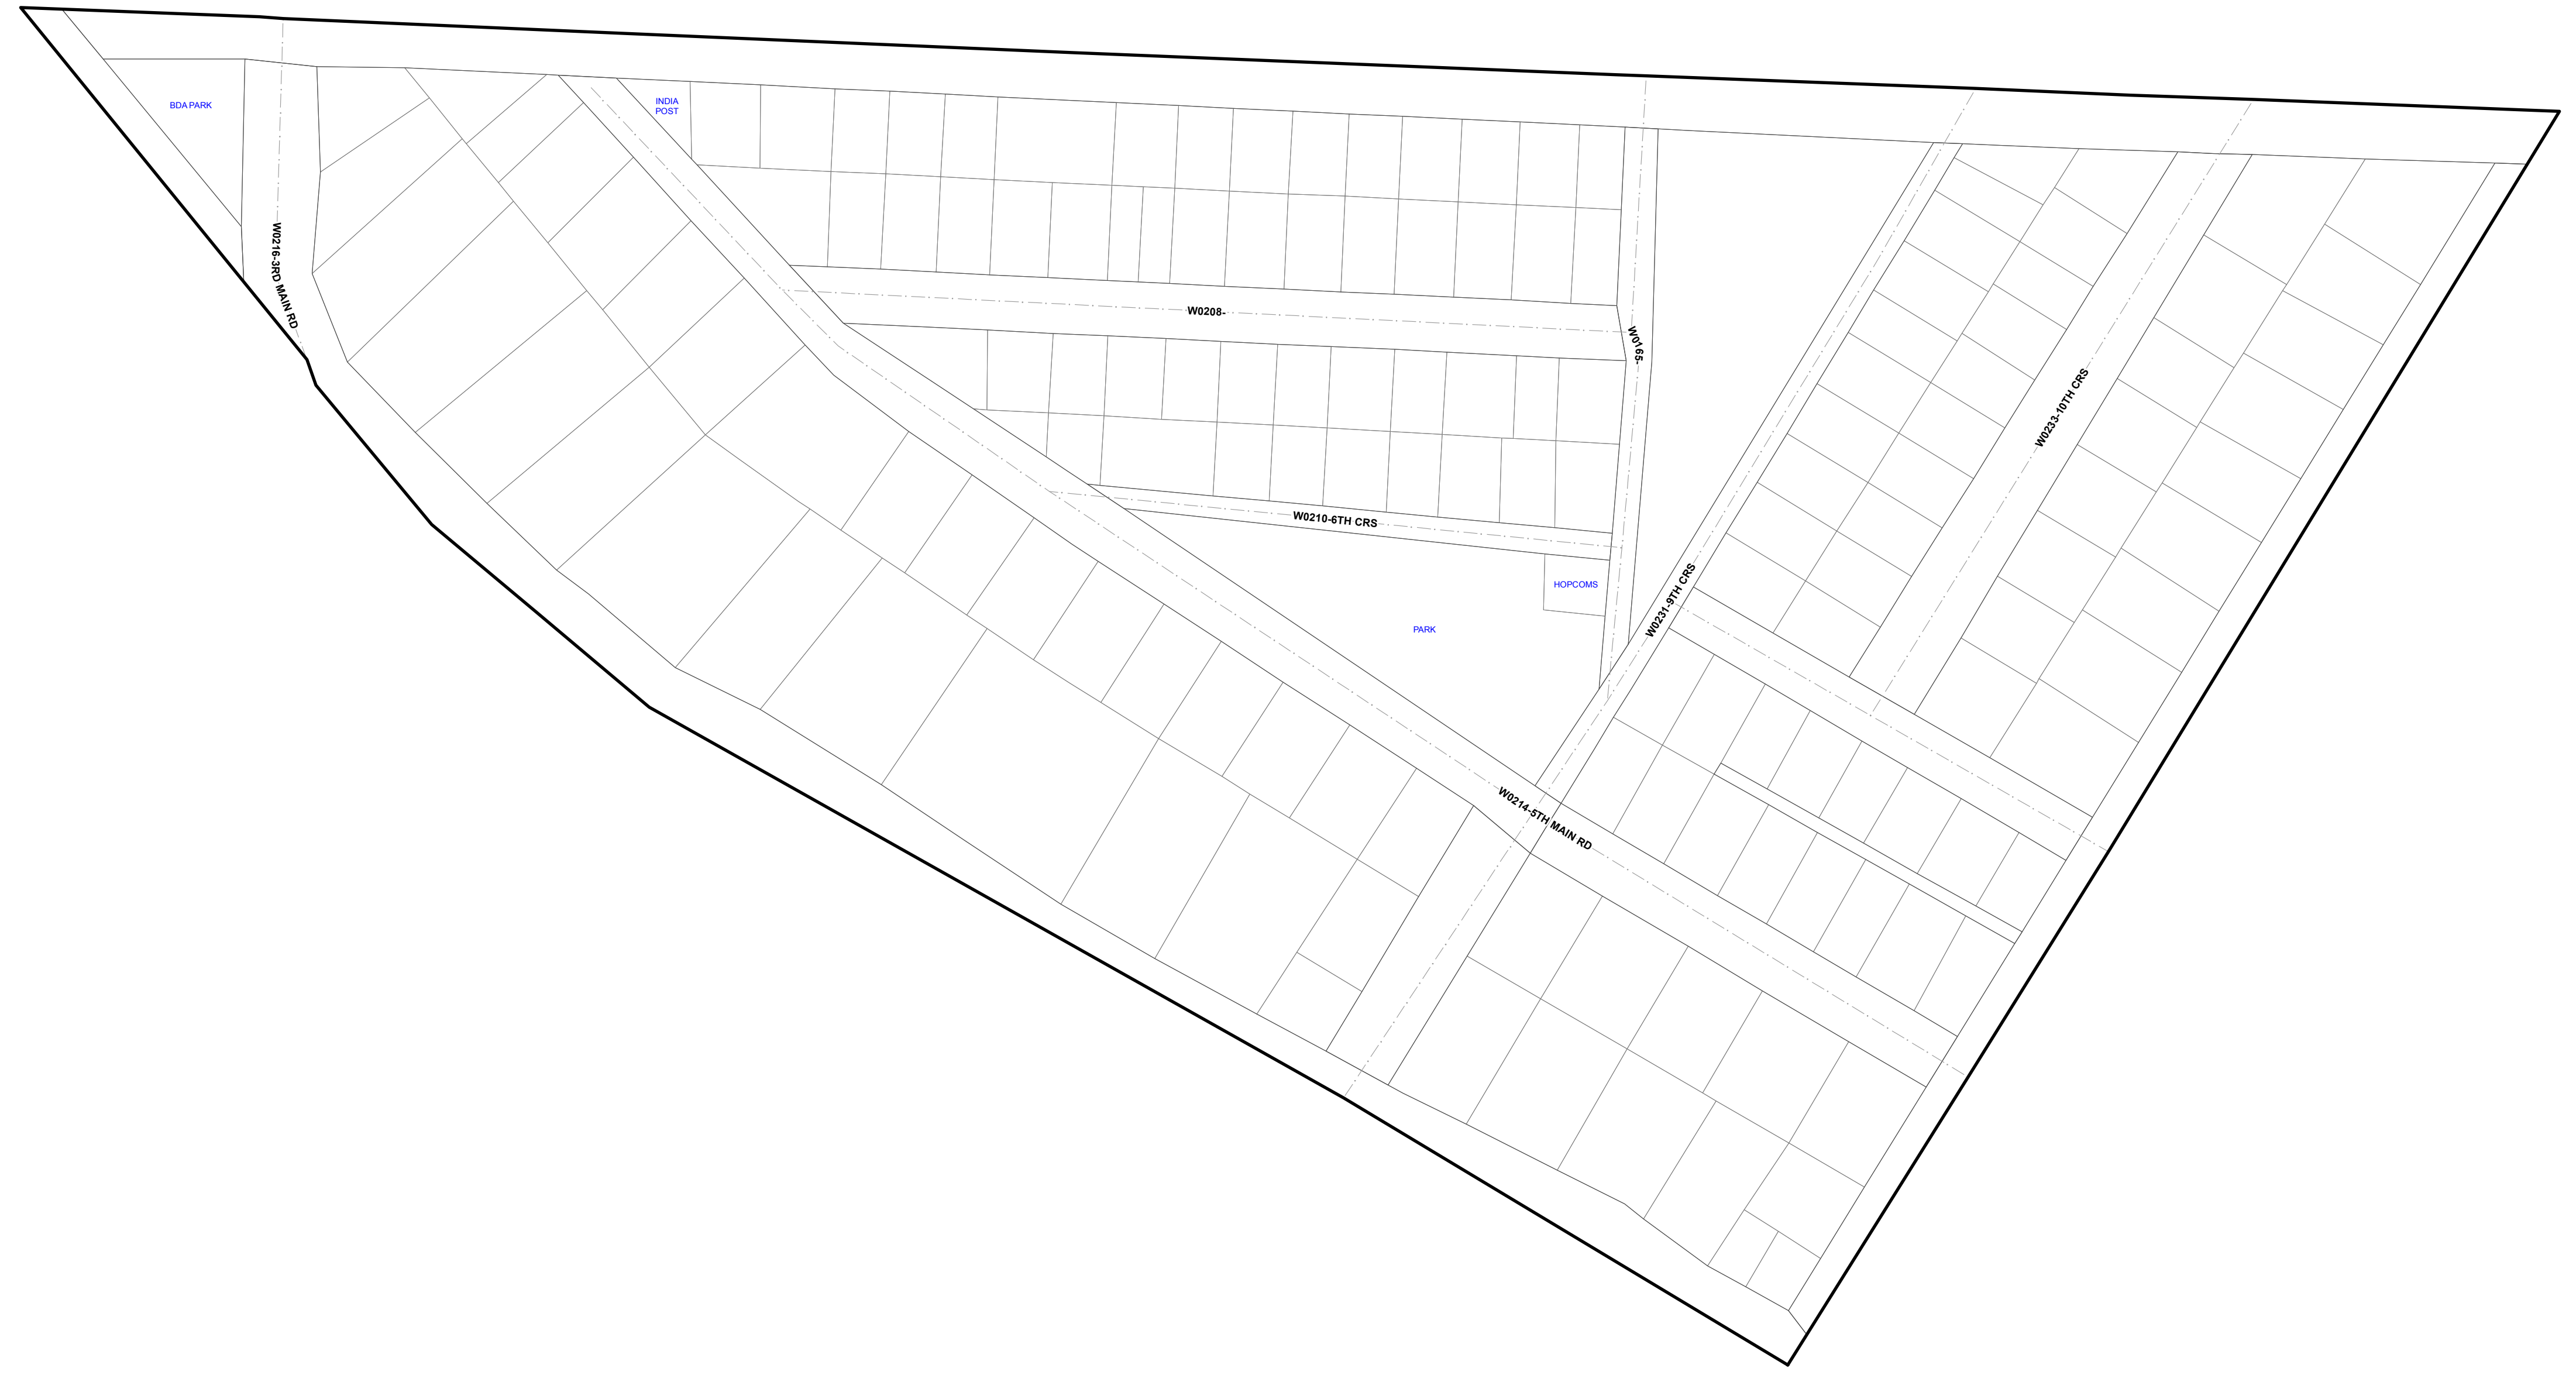 BDA PARK
INDIA
POST
W0216-3RD MAIN RD
W0208-
W0165-
W0233-10TH CRS
W0210-6TH CRS
HOPCOMS
W0231-9TH CRS
PARK
W0214-5TH MAIN RD